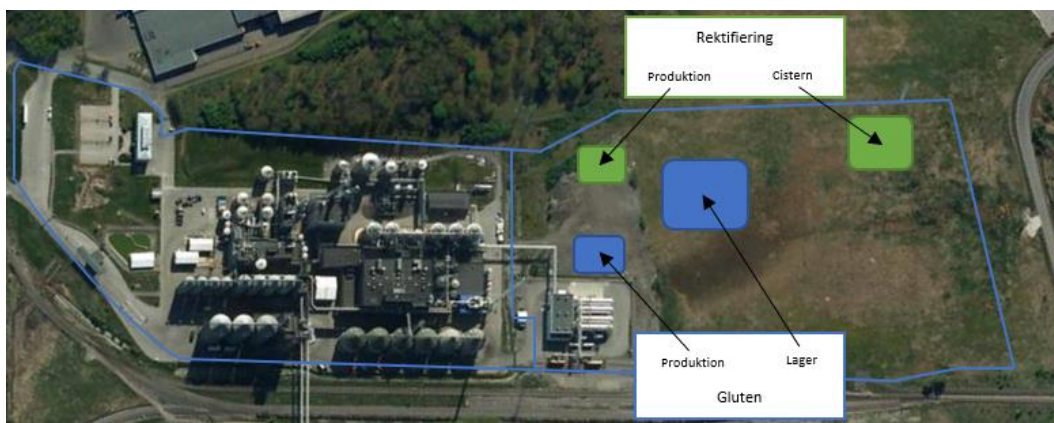 Rektifiering
Produktion
Cistern
Produktion
Lager
Gluten